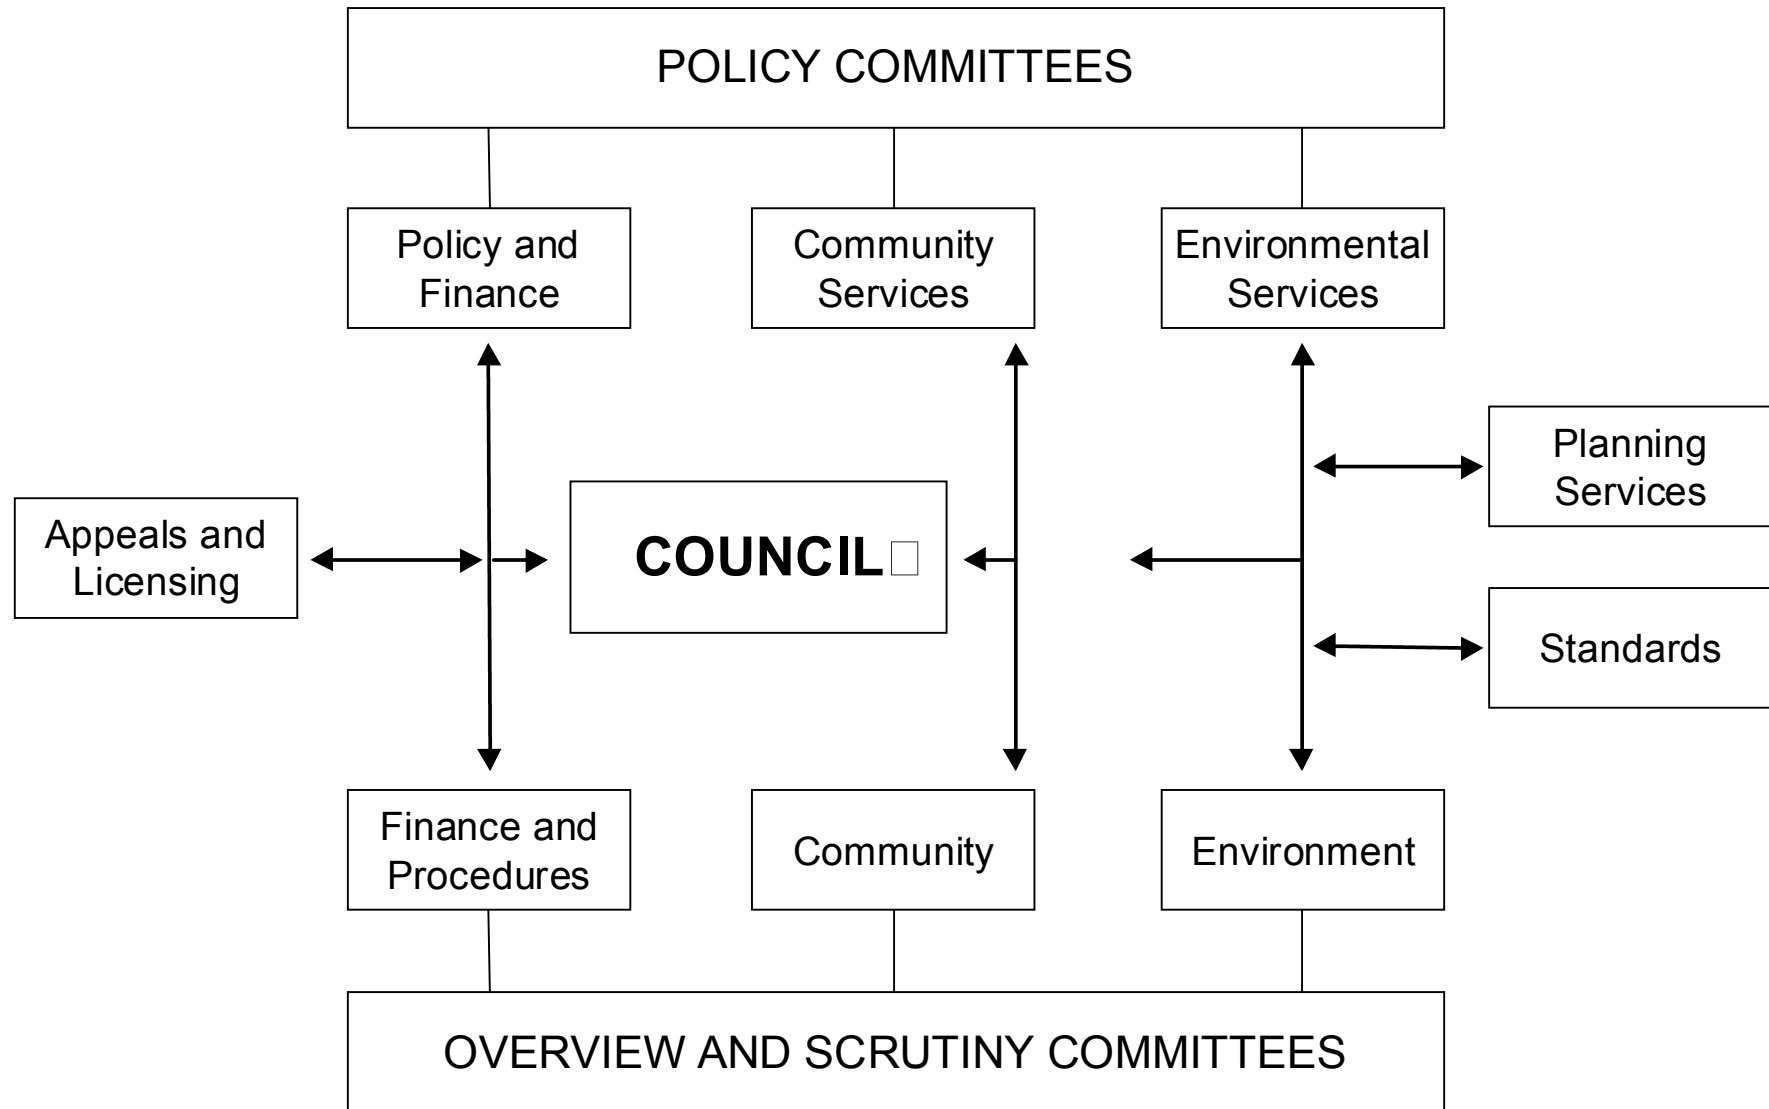 POLICY COMMITTEES
Policy and
Finance
Community
Services
Environmental
Services
Planning
Services
Appeals and
Licensing
COUNCIL
Standards
Finance and
Procedures
Community
Environment
OVERVIEW AND SCRUTINY COMMITTEES